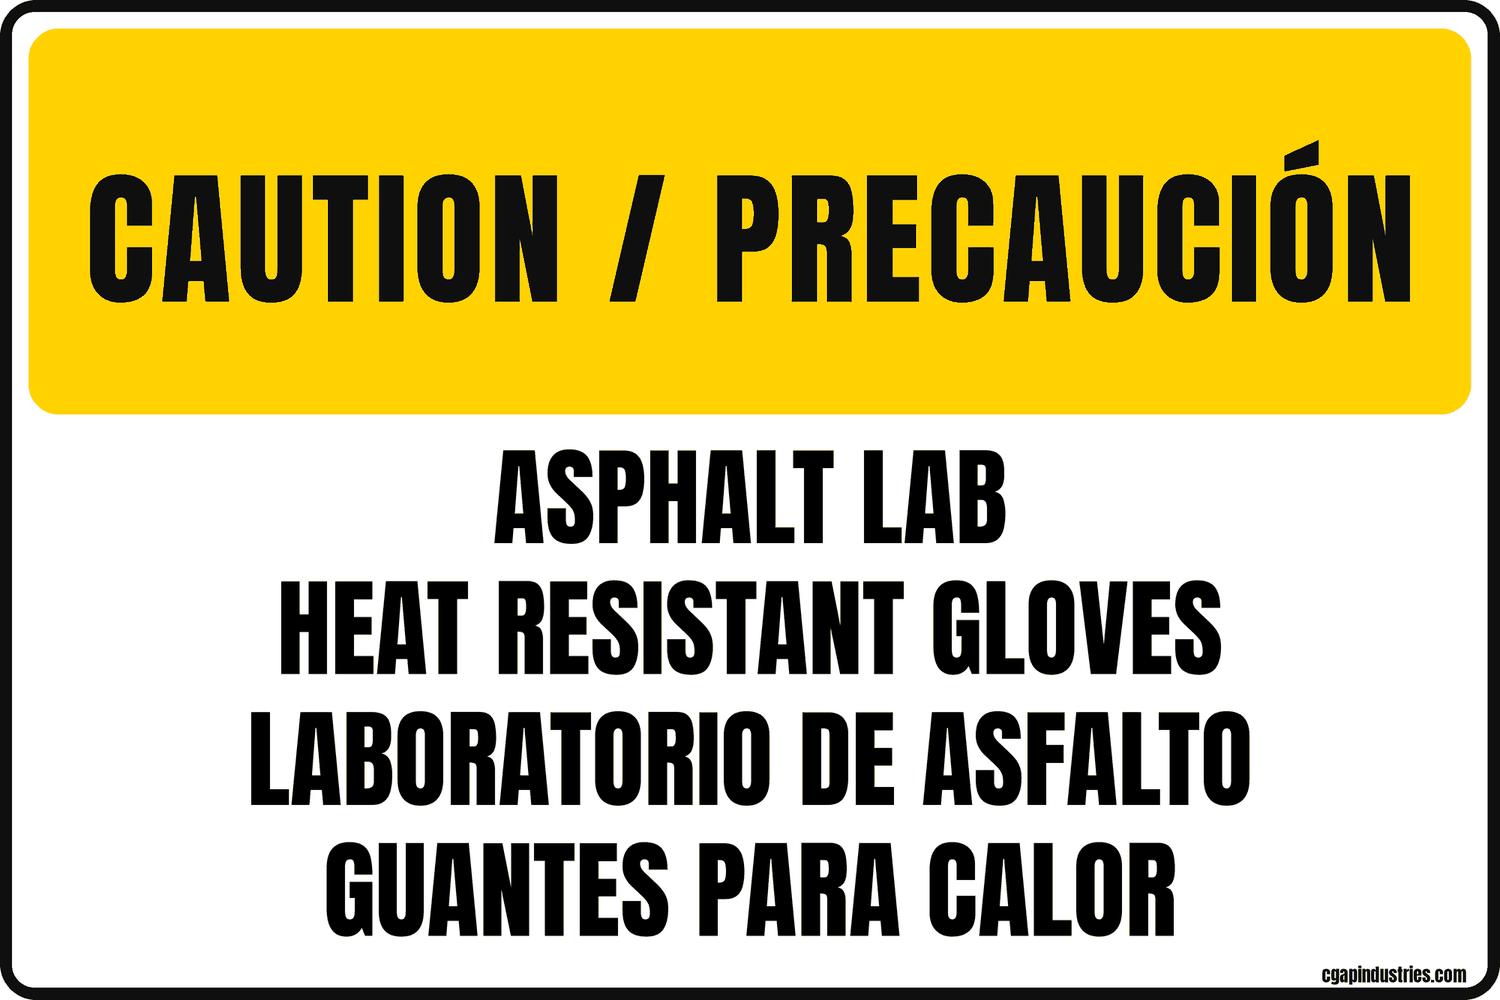 CAUTION / PRECAUCIÓN
ASPHALT LAB
HEAT RESISTANT GLOVES
LABORATORIO DE ASFALTO
GUANTES PARA CALOR
cgapindustries.com